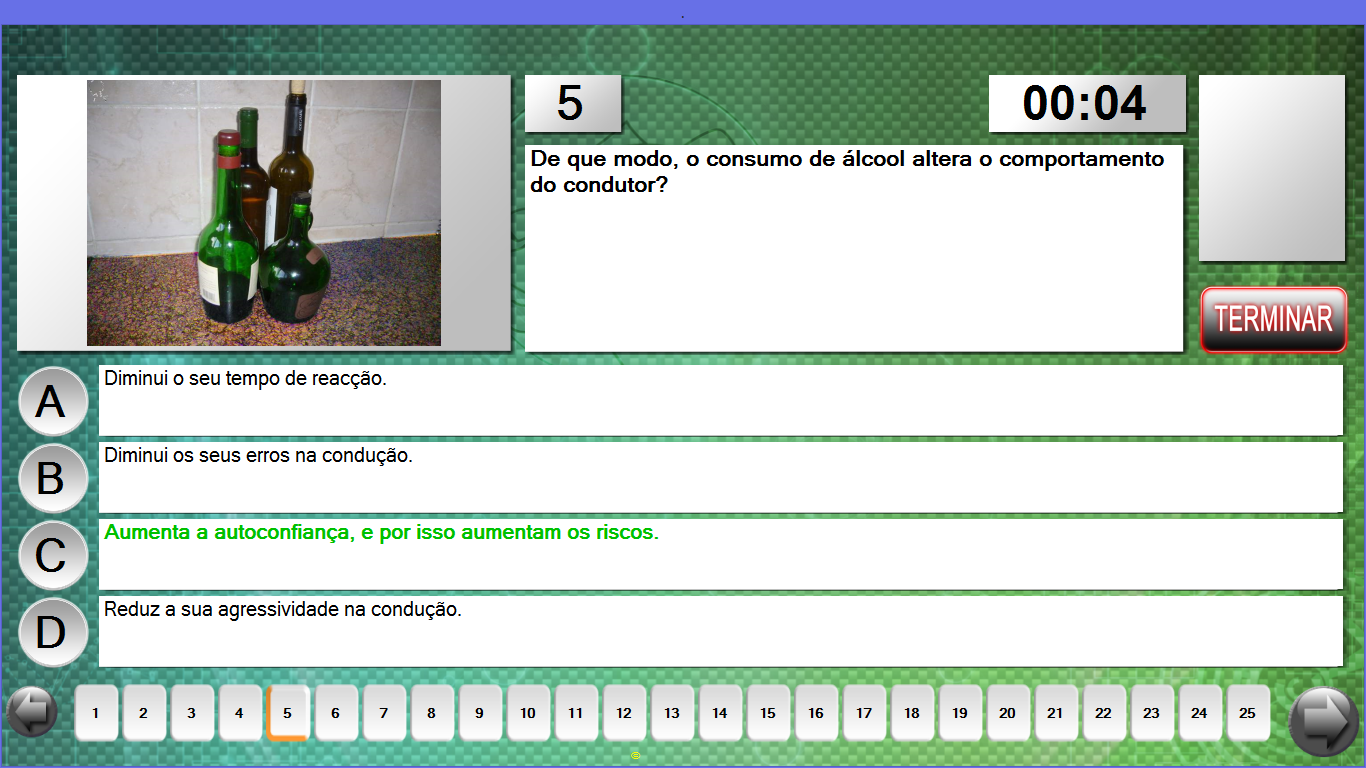 5
00:04
De que modo, o consumo de álcool altera o comportamento
do condutor?
TERMINAR
A
Diminui o seu tempo de reacção.
B
Diminui os seus erros na condução.
C
Aumenta a autoconfiança, e por isso aumentam os riscos.
D
Reduz a sua agressividade na condução.
1 2 3 4 5 6 7 8 9 10 11 12 13 14 15 16 17 18 19 20 21 22 23 24 25
©